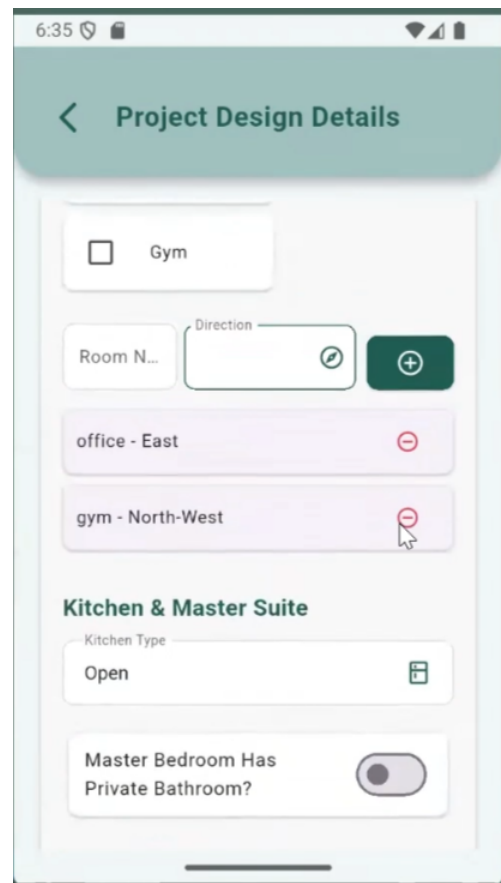 6:35
Project Design Details
Gym
Direction
Room N...
office - East
gym - North-West
Kitchen & Master Suite
Kitchen Type
Open
Master Bedroom Has
Private Bathroom?